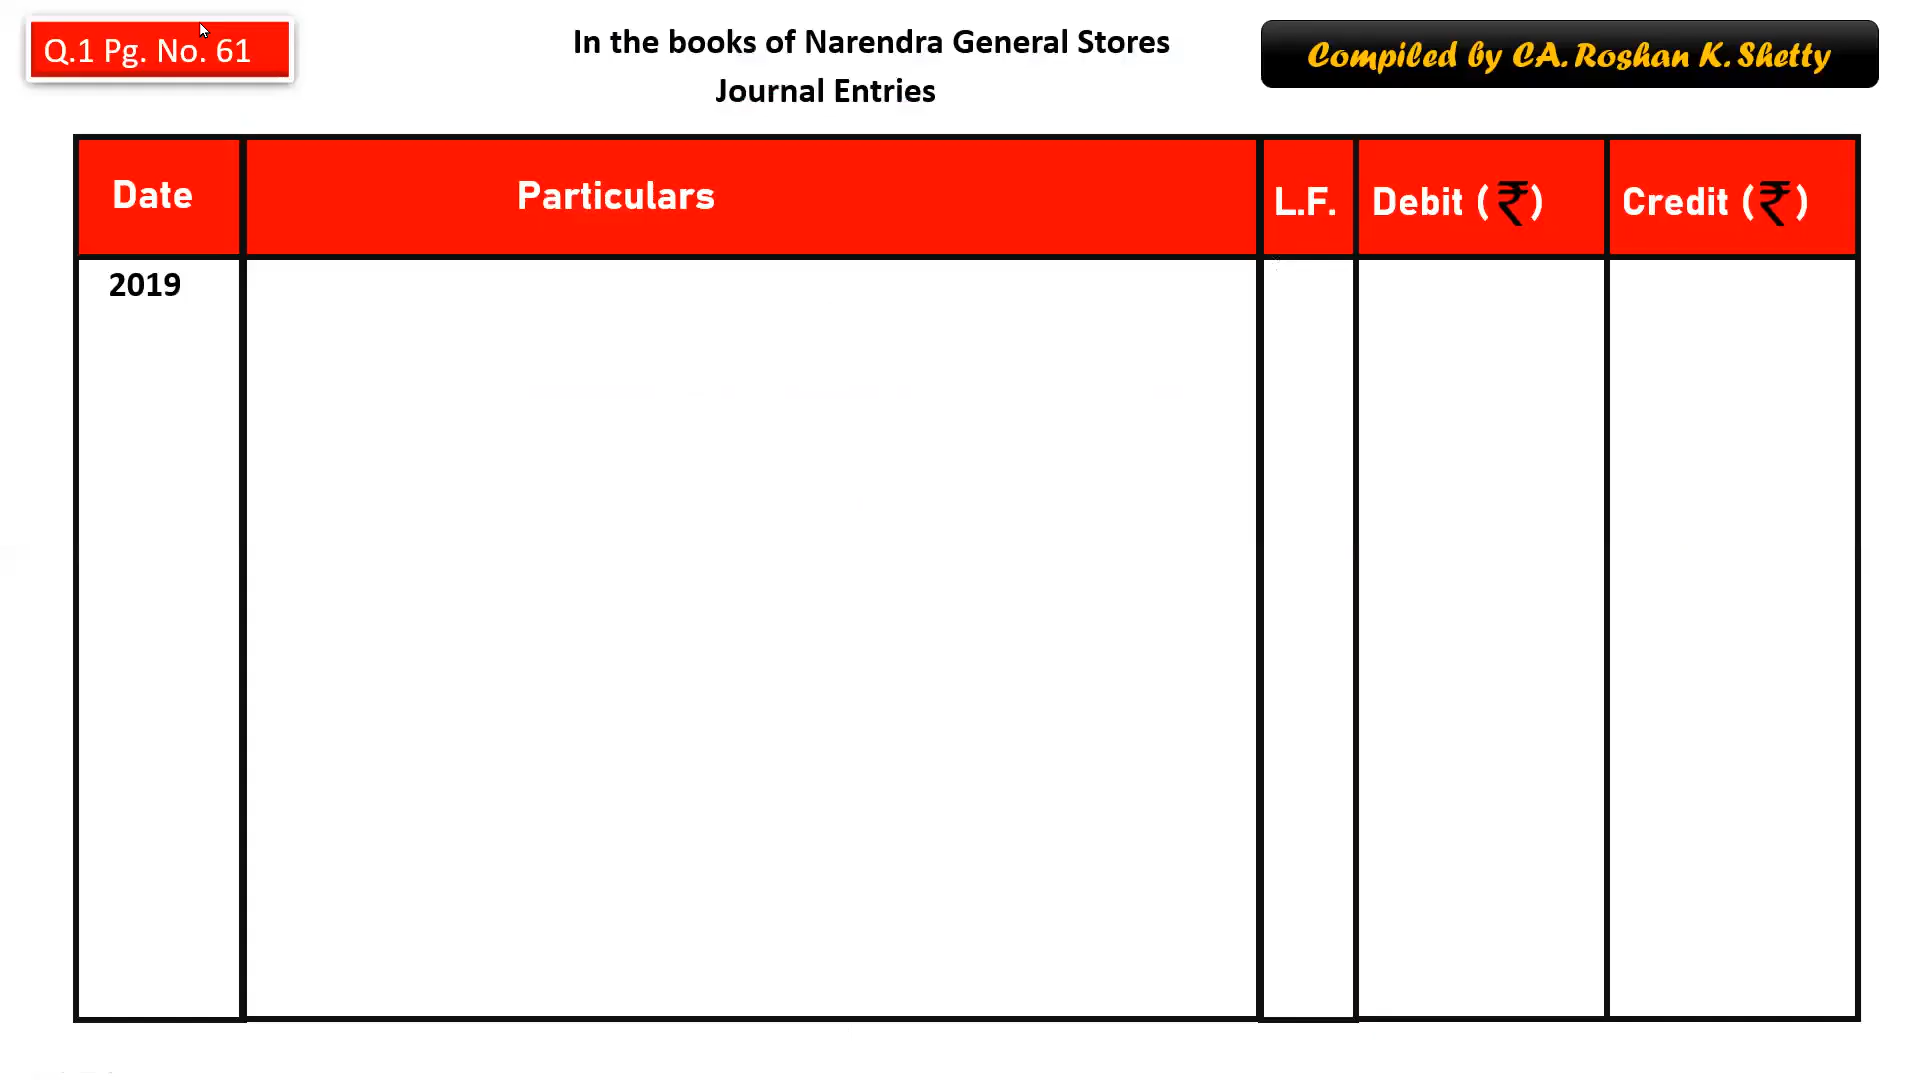 Q.1 Pg. No. 61
In the books of Narendra General Stores
Journal Entries
Compiled by CA. Roshan K. Shetty
Date Particulars L.F. Debit (₹) Credit (₹)
2019